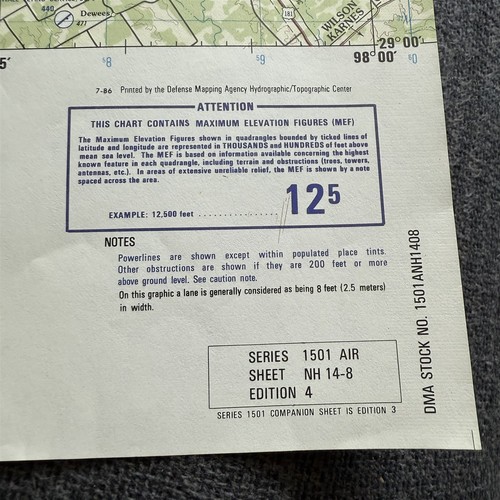 440
Dewees
477
181
WILSON
KARNES
29°00'
5'
⁵8
⁵9
98°00'
⁶0
7-86 Printed by the Defense Mapping Agency Hydrographic/Topographic Center
ATTENTION
THIS CHART CONTAINS MAXIMUM ELEVATION FIGURES (MEF)
The Maximum Elevation Figures shown in quadrangles bounded by ticked lines of
latitude and longitude are represented in THOUSANDS and HUNDREDS of feet above
mean sea level. The MEF is based on information available concerning the highest
known feature in each quadrangle, including terrain and obstructions (trees, towers,
antennas, etc.). In areas of extensive unreliable relief, the MEF is shown by a note
spaced across the area.
EXAMPLE: 12,500 feet .................... 12⁵
NOTES
Powerlines are shown except within populated place tints.
Other obstructions are shown if they are 200 feet or more
above ground level. See caution note.
On this graphic a lane is generally considered as being 8 feet (2.5 meters)
in width.
SERIES 1501 AIR
SHEET NH 14-8
EDITION 4
SERIES 1501 COMPANION SHEET IS EDITION 3
DMA STOCK NO. 1501ANH1408